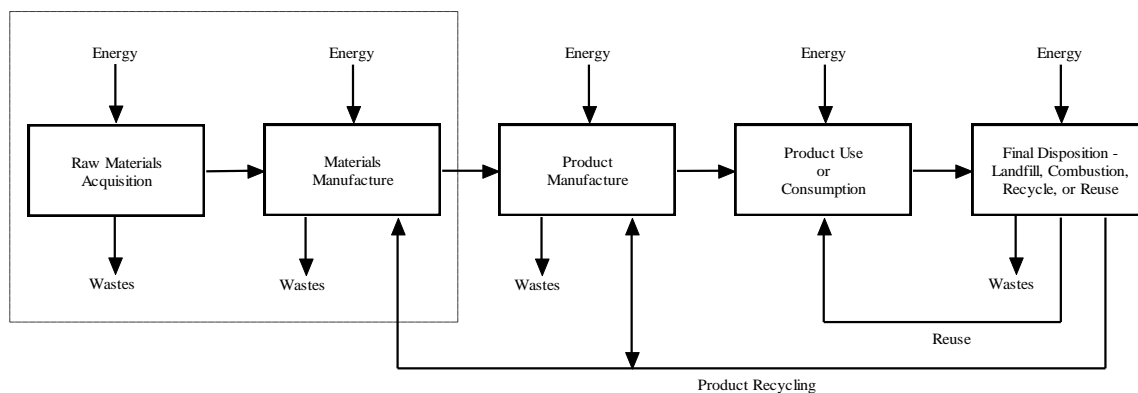 Energy
Energy
Energy
Energy
Energy
Raw Materials
Acquisition
Materials
Manufacture
Product
Manufacture
Product Use
or
Consumption
Final Disposition -
Landfill, Combustion,
Recycle, or Reuse
Wastes
Wastes
Wastes
Wastes
Reuse
Product Recycling